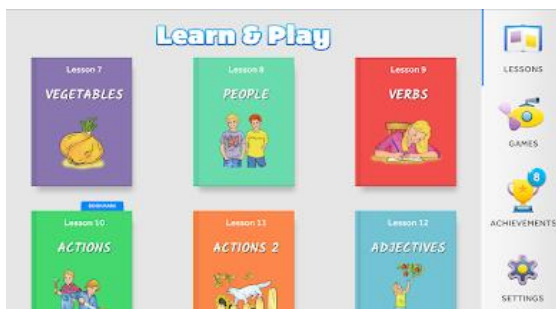 Learn & Play
Lesson 7
VEGETABLES
Lesson 8
PEOPLE
Lesson 9
VERBS
BEGINNER
Lesson 10
ACTIONS
Lesson 11
ACTIONS 2
Lesson 12
ADJECTIVES
LESSONS
GAMES
8
ACHIEVEMENTS
SETTINGS